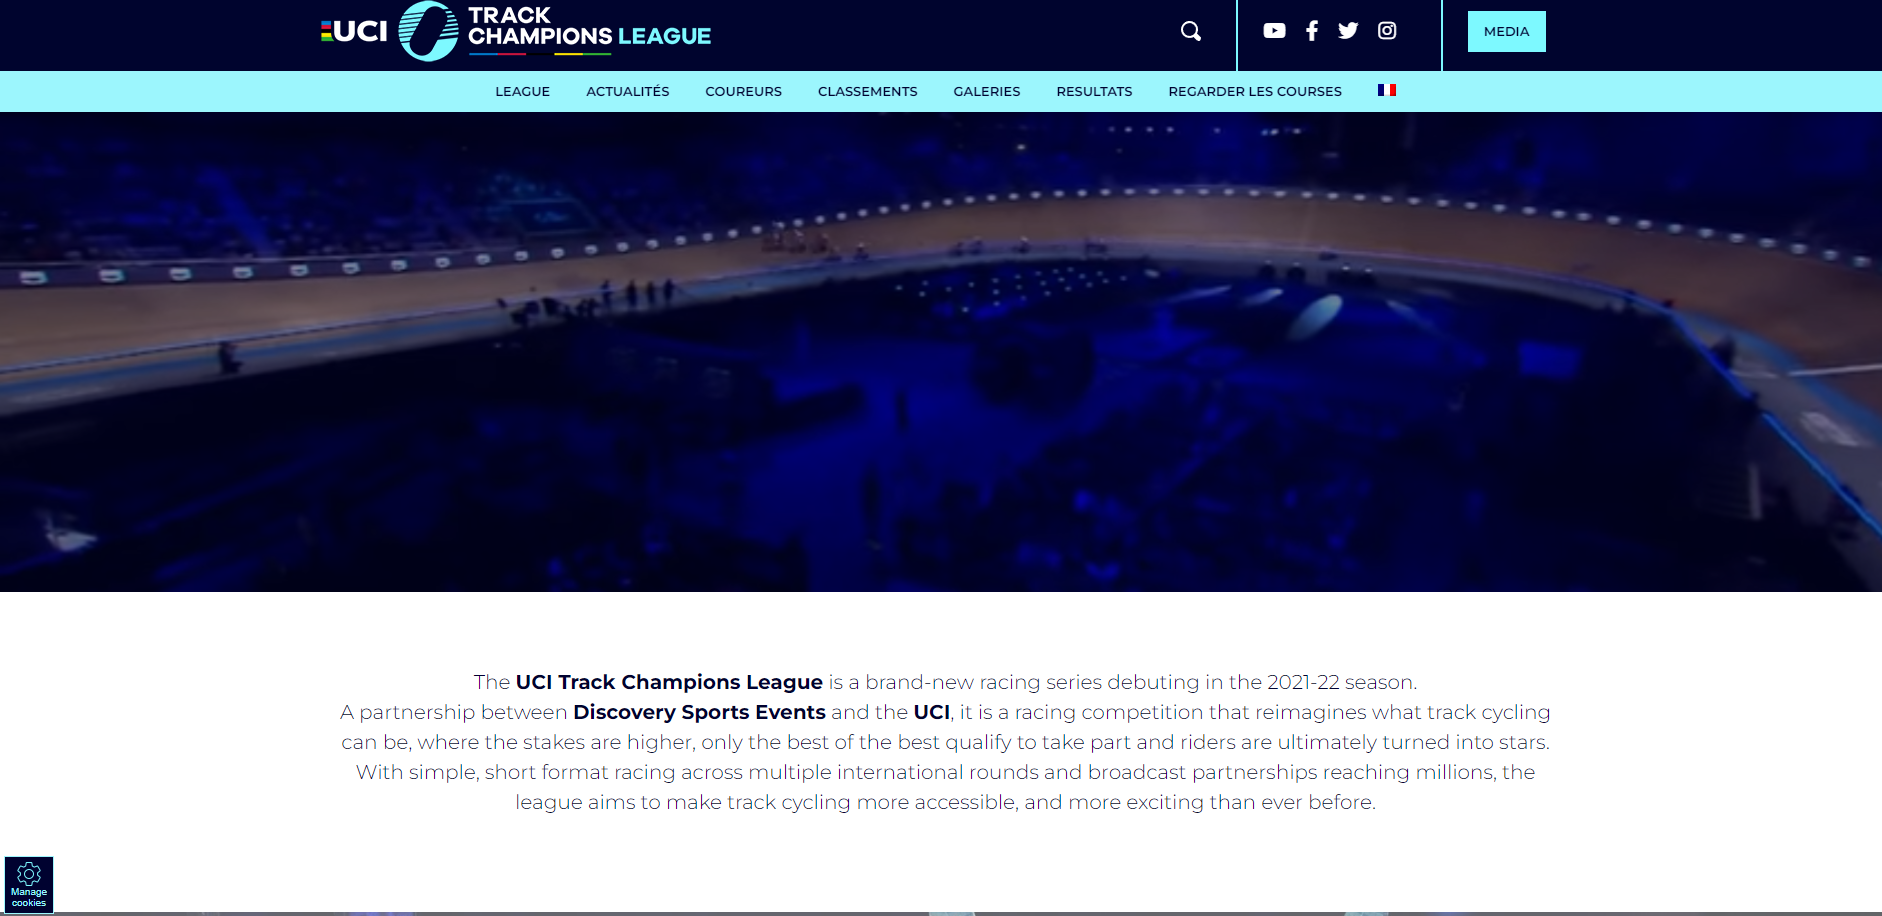 UCI TRACK CHAMPIONS LEAGUE
MEDIA
LEAGUE ACTUALITÉS COUREURS CLASSEMENTS GALERIES RESULTATS REGARDER LES COURSES
The UCI Track Champions League is a brand-new racing series debuting in the 2021-22 season.
A partnership between Discovery Sports Events and the UCI, it is a racing competition that reimagines what track cycling
can be, where the stakes are higher, only the best of the best qualify to take part and riders are ultimately turned into stars.
With simple, short format racing across multiple international rounds and broadcast partnerships reaching millions, the
league aims to make track cycling more accessible, and more exciting than ever before.
Manage
cookies